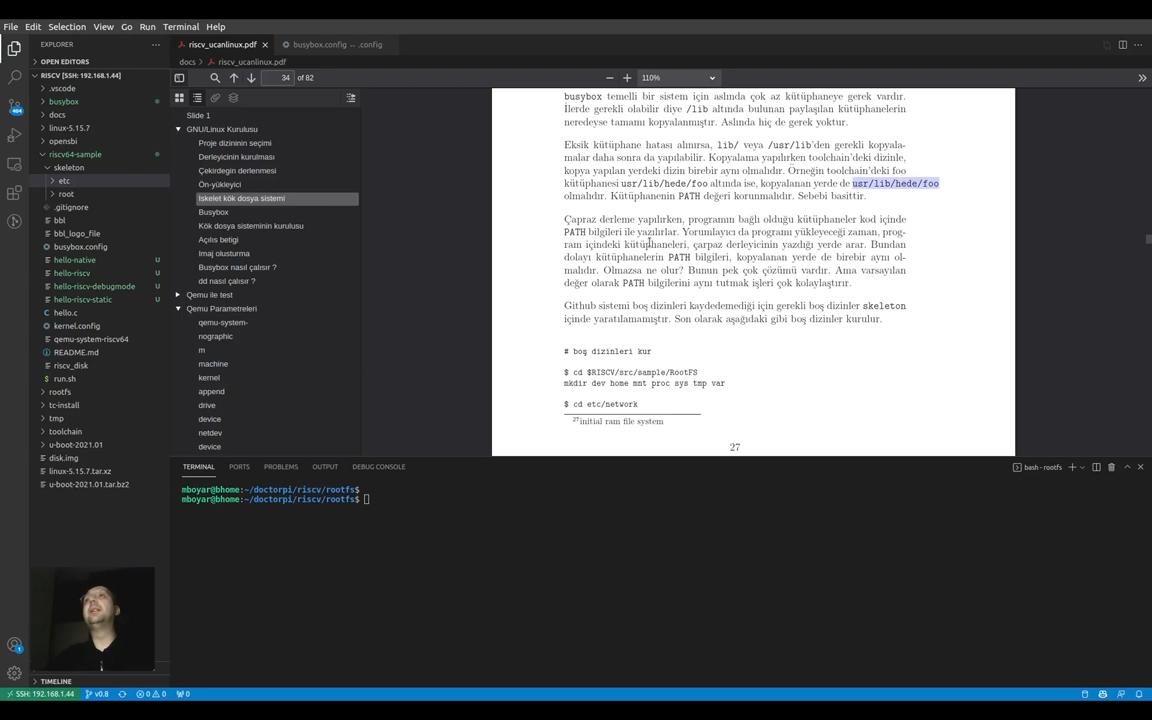 File Edit Selection View Go Run Terminal Help
EXPLORER
riscv_ucanlinux.pdf
busybox.config -- .config
OPEN EDITORS
docs > riscv_ucanlinux.pdf
RISCV [SSH: 192.168.1.44]
34 of 82
110%
.vscode
busybox
docs
linux-5.15.7
opensbi
riscv64-sample
skeleton
etc
root
.gitignore
bbl
bbl_logo_file
busybox.config
hello-native U
hello-riscv U
hello-riscv-debugmode U
hello-riscv-static U
hello.c
kernel.config
qemu-system-riscv64
README.md
riscv_disk
run.sh
rootfs
tc-install
tmp
toolchain
u-boot-2021.01
disk.img
linux-5.15.7.tar.xz
u-boot-2021.01.tar.bz2
TIMELINE
Slide 1
GNU/Linux Kurulusu
Proje dizininin seçimi
Derleyicinin kurulması
Çekirdegin derlenmesi
Ön-yükleyici
Iskelet kök dosya sistemi
Busybox
Kök dosya sisteminin kurulusu
Açılıs betigi
Imaj olusturma
Busybox nasıl çalısır ?
dd nasıl çalısır ?
Qemu ile test
Qemu Parametreleri
qemu-system-
nographic
m
machine
kernel
append
drive
device
netdev
device
busybox temelli bir sistem için aslında çok az kütüphaneye gerek vardır.
İlerde gerekli olabilir diye /lib altında bulunan paylaşılan kütüphanelerin
neredeyse tamamı kopyalanmıştır. Aslında hiç de gerek yoktur.
Eksik kütüphane hatası alınırsa, lib/ veya /usr/lib'den gerekli kopyala-
malar daha sonra da yapılabilir. Kopyalama yapılırken toolchain'deki dizinle,
kopya yapılan yerdeki dizin birebir aynı olmalıdır. Örneğin toolchain'deki foo
kütüphanesi usr/lib/hede/foo altında ise, kopyalanan yerde de usr/lib/hede/foo
olmalıdır. Kütüphanenin PATH değeri korunmalıdır. Sebebi basittir.
Çapraz derleme yapılırken, programın bağlı olduğu kütüphaneler kod içinde
PATH bilgileri ile yazılırlar. Yorumlayıcı da programı yükleyeceği zaman, prog-
ram içindeki kütüphaneleri, çarpaz derleyicinin yazdığı yerde arar. Bundan
dolayı kütüphanelerin PATH bilgileri, kopyalanan yerde de birebir aynı ol-
malıdır. Olmazsa ne olur? Bunun pek çok çözümü vardır. Ama varsayılan
değer olarak PATH bilgilerini aynı tutmak işleri çok kolaylaştırır.
Github sistemi boş dizinleri kaydedemediği için gerekli boş dizinler skeleton
içinde yaratılamamıştır. Son olarak aşağıdaki gibi boş dizinler kurulur.
# boş dizinleri kur
$ cd $RISCV/src/sample/RootFS
mkdir dev home mnt proc sys tmp var
$ cd etc/network
27initial ram file system
27
TERMINAL PORTS PROBLEMS OUTPUT DEBUG CONSOLE
bash - rootfs
mboyar@bhome:~/doctorpi/riscv/rootfs$
mboyar@bhome:~/doctorpi/riscv/rootfs$
SSH: 192.168.1.44 v0.8 0 0 0